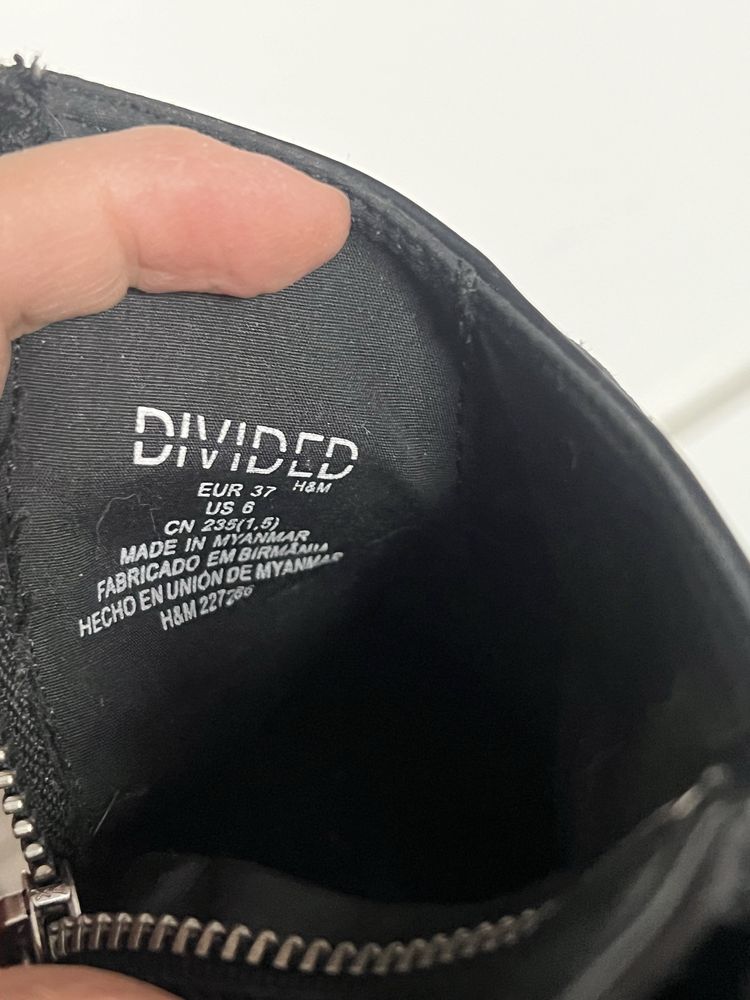 DIVIDED
H&M
EUR 37
US 6
CN 235(1,5)
MADE IN MYANMAR
FABRICADO EM BIRMÂNIA
HECHO EN UNIÓN DE MYANMAR
H&M